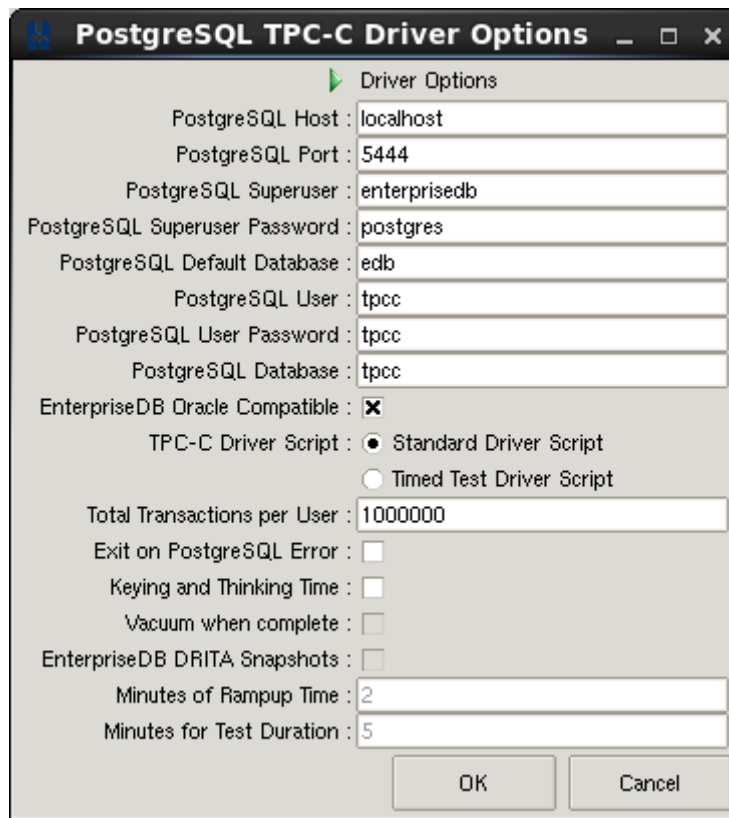 PostgreSQL TPC-C Driver Options
Driver Options
PostgreSQL Host : localhost
PostgreSQL Port : 5444
PostgreSQL Superuser : enterprisedb
PostgreSQL Superuser Password : postgres
PostgreSQL Default Database : edb
PostgreSQL User : tpcc
PostgreSQL User Password : tpcc
PostgreSQL Database : tpcc
EnterpriseDB Oracle Compatible :
TPC-C Driver Script : Standard Driver Script
Timed Test Driver Script
Total Transactions per User : 1000000
Exit on PostgreSQL Error :
Keying and Thinking Time :
Vacuum when complete :
EnterpriseDB DRITA Snapshots :
Minutes of Rampup Time : 2
Minutes for Test Duration : 5
OK Cancel